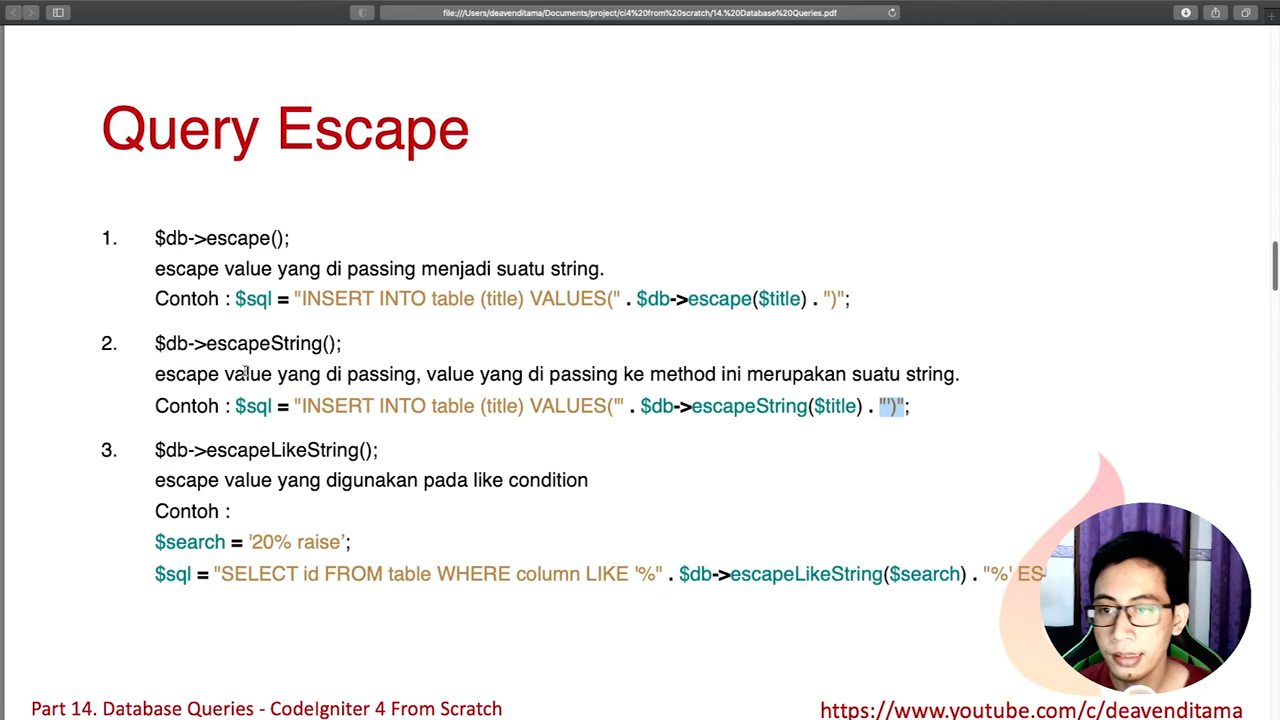 file:///Users/deavenditama/Documents/project/ci4%20from%20scratch/14.%20Database%20Queries.pdf
Query Escape
1. $db->escape();
escape value yang di passing menjadi suatu string.
Contoh : $sql = "INSERT INTO table (title) VALUES(" . $db->escape($title) . ")";
2. $db->escapeString();
escape value yang di passing, value yang di passing ke method ini merupakan suatu string.
Contoh : $sql = "INSERT INTO table (title) VALUES('" . $db->escapeString($title) . "')";
3. $db->escapeLikeString();
escape value yang digunakan pada like condition
Contoh :
$search = '20% raise’;
$sql = "SELECT id FROM table WHERE column LIKE '%" . $db->escapeLikeString($search) . "%' ES
Part 14. Database Queries - CodeIgniter 4 From Scratch
https://www.youtube.com/c/deavenditama